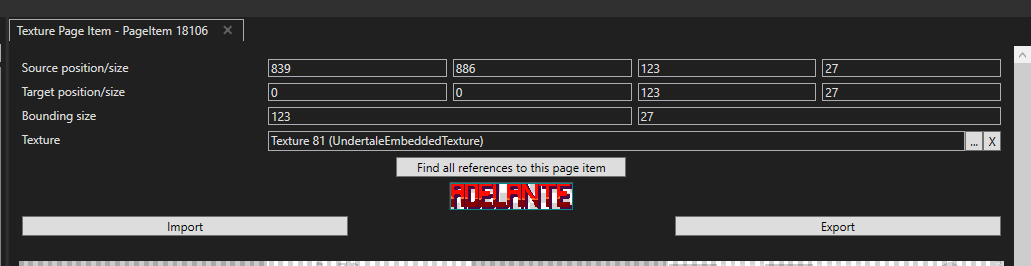 Texture Page Item - PageItem 18106 ×
Source position/size 839 886 123 27
Target position/size 0 0 123 27
Bounding size 123 27
Texture Texture 81 (UndertaleEmbeddedTexture) ... X
Find all references to this page item
ADELANTE
Import Export